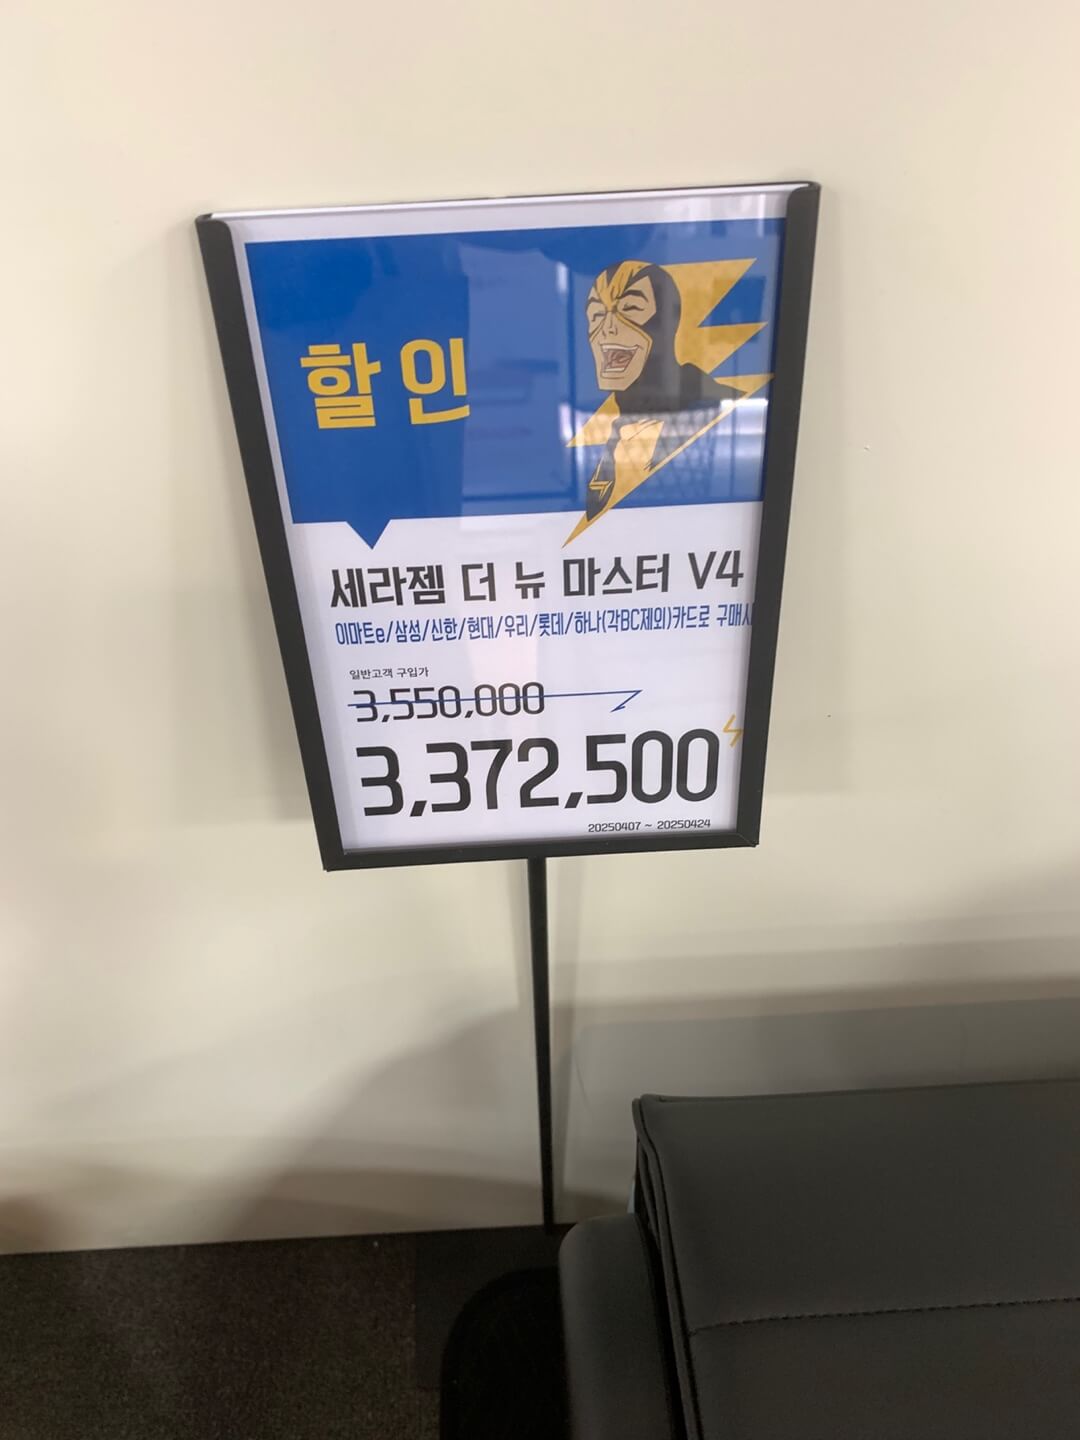 할인
세라젬 더 뉴 마스터 V4
이마트e/삼성/신한/현대/우리/롯데/하나(각BC제외)카드로 구매시
일반고객 구입가
3,550,000
3,372,500
20250407 ~ 20250424